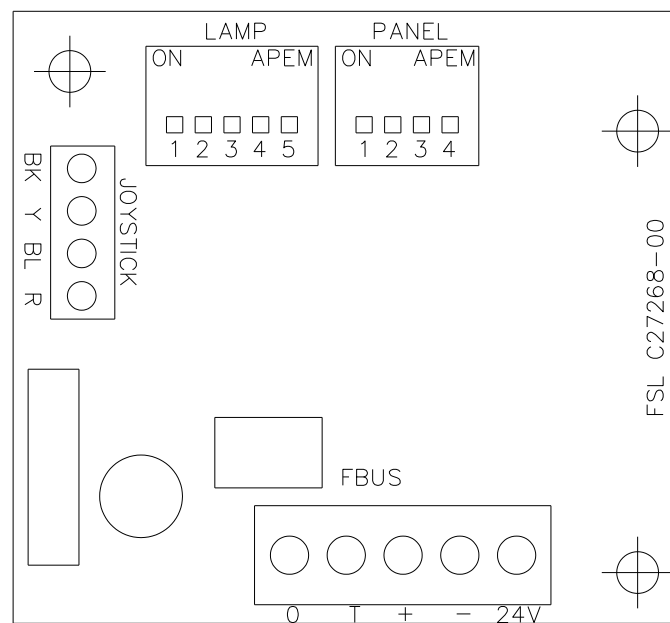 LAMP
ON APEM
1 2 3 4 5
PANEL
ON APEM
1 2 3 4
BK Y BL R
JOYSTICK
FSL C27268-00
FBUS
0 T + - 24V